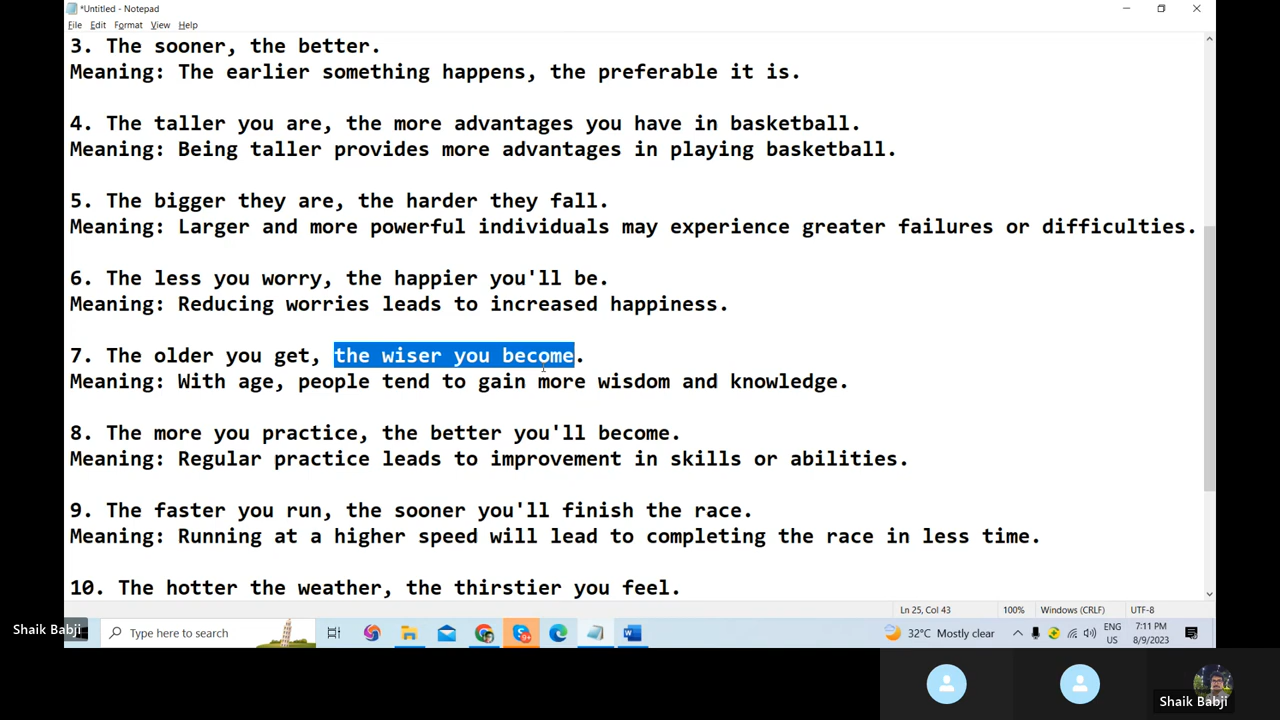 *Untitled - Notepad
File Edit Format View Help
3. The sooner, the better.
Meaning: The earlier something happens, the preferable it is.
4. The taller you are, the more advantages you have in basketball.
Meaning: Being taller provides more advantages in playing basketball.
5. The bigger they are, the harder they fall.
Meaning: Larger and more powerful individuals may experience greater failures or difficulties.
6. The less you worry, the happier you'll be.
Meaning: Reducing worries leads to increased happiness.
7. The older you get, the wiser you become.
Meaning: With age, people tend to gain more wisdom and knowledge.
8. The more you practice, the better you'll become.
Meaning: Regular practice leads to improvement in skills or abilities.
9. The faster you run, the sooner you'll finish the race.
Meaning: Running at a higher speed will lead to completing the race in less time.
10. The hotter the weather, the thirstier you feel.
Ln 25, Col 43 100% Windows (CRLF) UTF-8
Shaik Babji
Type here to search
32°C Mostly clear
ENG
US
7:11 PM
8/9/2023
Shaik Babji